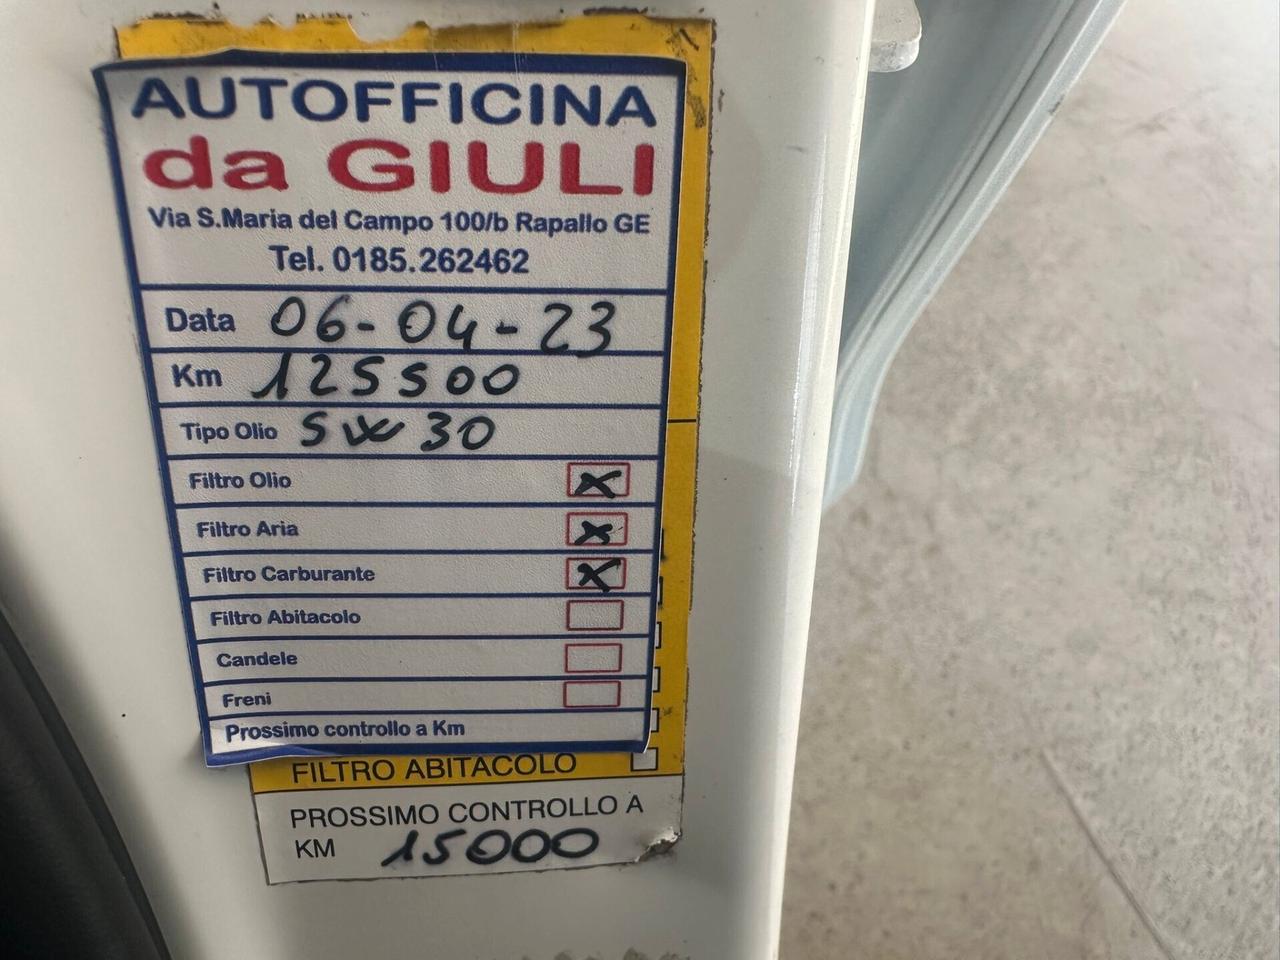 AUTOFFICINA
da GIULI
Via S.Maria del Campo 100/b Rapallo GE
Tel. 0185.262462
Data 06-04-23
Km 125500
Tipo Olio 5W30
Filtro Olio X
Filtro Aria X
Filtro Carburante X
Filtro Abitacolo
Candele
Freni
Prossimo controllo a Km
FILTRO ABITACOLO
PROSSIMO CONTROLLO A
KM 15000